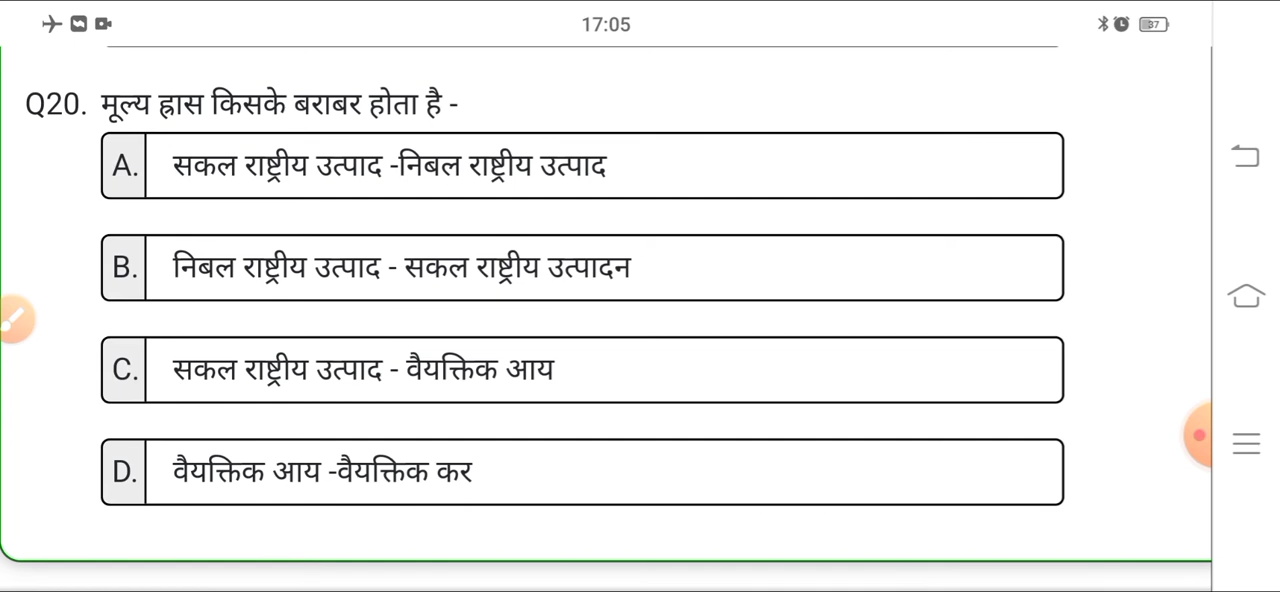 17:05
37
Q20. मूल्य ह्रास किसके बराबर होता है -
A. सकल राष्ट्रीय उत्पाद -निबल राष्ट्रीय उत्पाद
B. निबल राष्ट्रीय उत्पाद - सकल राष्ट्रीय उत्पादन
C. सकल राष्ट्रीय उत्पाद - वैयक्तिक आय
D. वैयक्तिक आय -वैयक्तिक कर